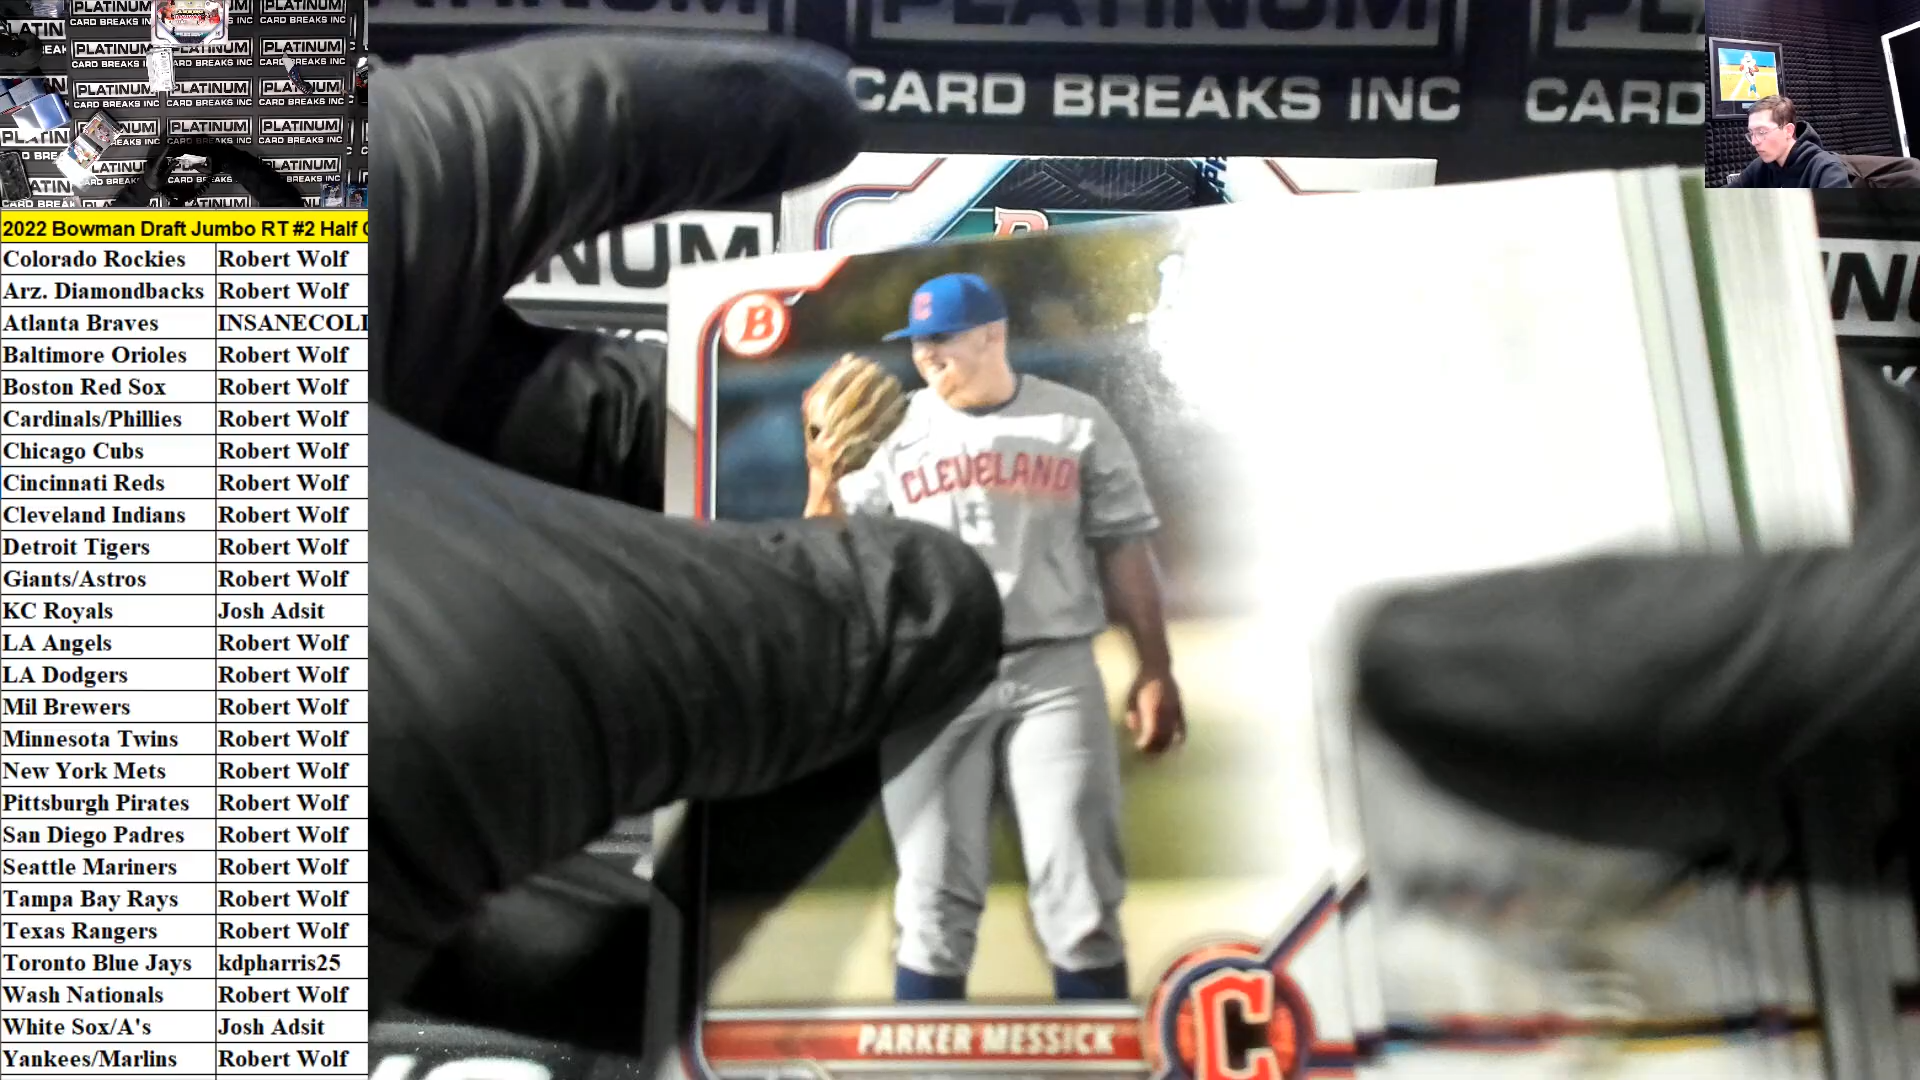 PLATINUM
CARD BREAKS INC
CARD
NUM
2022 Bowman Draft Jumbo RT #2 Half
Colorado Rockies Robert Wolf
Arz. Diamondbacks Robert Wolf
Atlanta Braves INSANECOLL
Baltimore Orioles Robert Wolf
Boston Red Sox Robert Wolf
Cardinals/Phillies Robert Wolf
Chicago Cubs Robert Wolf
Cincinnati Reds Robert Wolf
Cleveland Indians Robert Wolf
Detroit Tigers Robert Wolf
Giants/Astros Robert Wolf
KC Royals Josh Adsit
LA Angels Robert Wolf
LA Dodgers Robert Wolf
Mil Brewers Robert Wolf
Minnesota Twins Robert Wolf
New York Mets Robert Wolf
Pittsburgh Pirates Robert Wolf
San Diego Padres Robert Wolf
Seattle Mariners Robert Wolf
Tampa Bay Rays Robert Wolf
Texas Rangers Robert Wolf
Toronto Blue Jays kdpharris25
Wash Nationals Robert Wolf
White Sox/A's Josh Adsit
Yankees/Marlins Robert Wolf
B
C
CLEVELAND
PARKER MESSICK
C